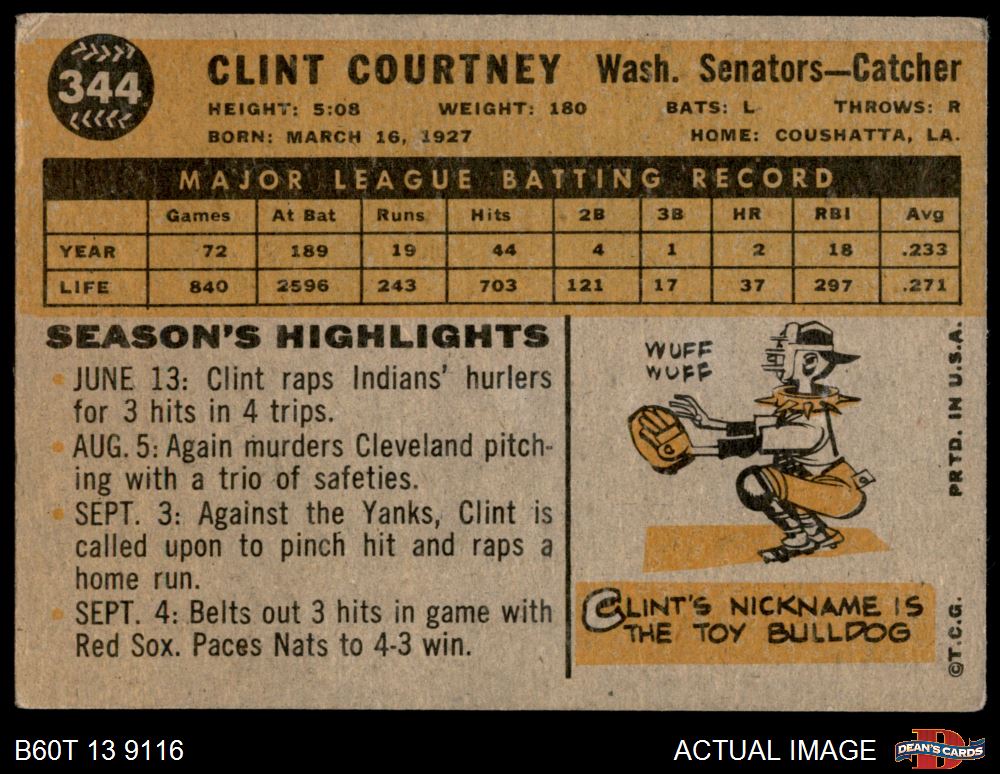 344
CLINT COURTNEY Wash. Senators—Catcher
HEIGHT: 5:08 WEIGHT: 180 BATS: L THROWS: R
BORN: MARCH 16, 1927 HOME: COUSHATTA, LA.
MAJOR LEAGUE BATTING RECORD
Games At Bat Runs Hits 2B 3B HR RBI Avg
YEAR 72 189 19 44 4 1 2 18 .233
LIFE 840 2596 243 703 121 17 37 297 .271
SEASON'S HIGHLIGHTS
• JUNE 13: Clint raps Indians' hurlers
for 3 hits in 4 trips.
• AUG. 5: Again murders Cleveland pitch-
ing with a trio of safeties.
• SEPT. 3: Against the Yanks, Clint is
called upon to pinch hit and raps a
home run.
• SEPT. 4: Belts out 3 hits in game with
Red Sox. Paces Nats to 4-3 win.
WUFF
WUFF
CLINT'S NICKNAME IS
THE TOY BULLDOG
©T.C.G. PRTD. IN U.S.A.
B60T 13 9116 ACTUAL IMAGE
DEAN'S CARDS